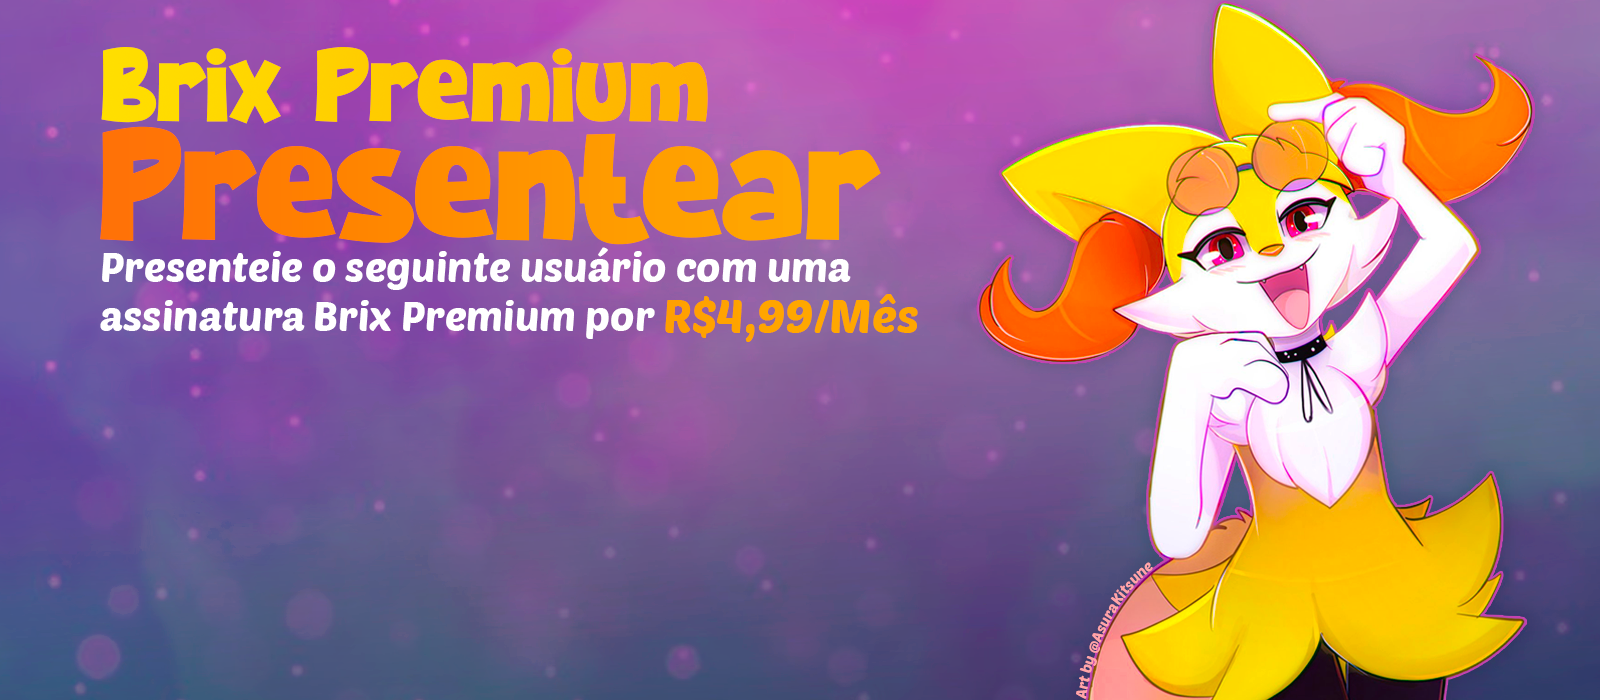 Brix Premium
Presentear
Presenteie o seguinte usuário com uma
assinatura Brix Premium por R$4,99/Mês
Art by @AsuraKitsune